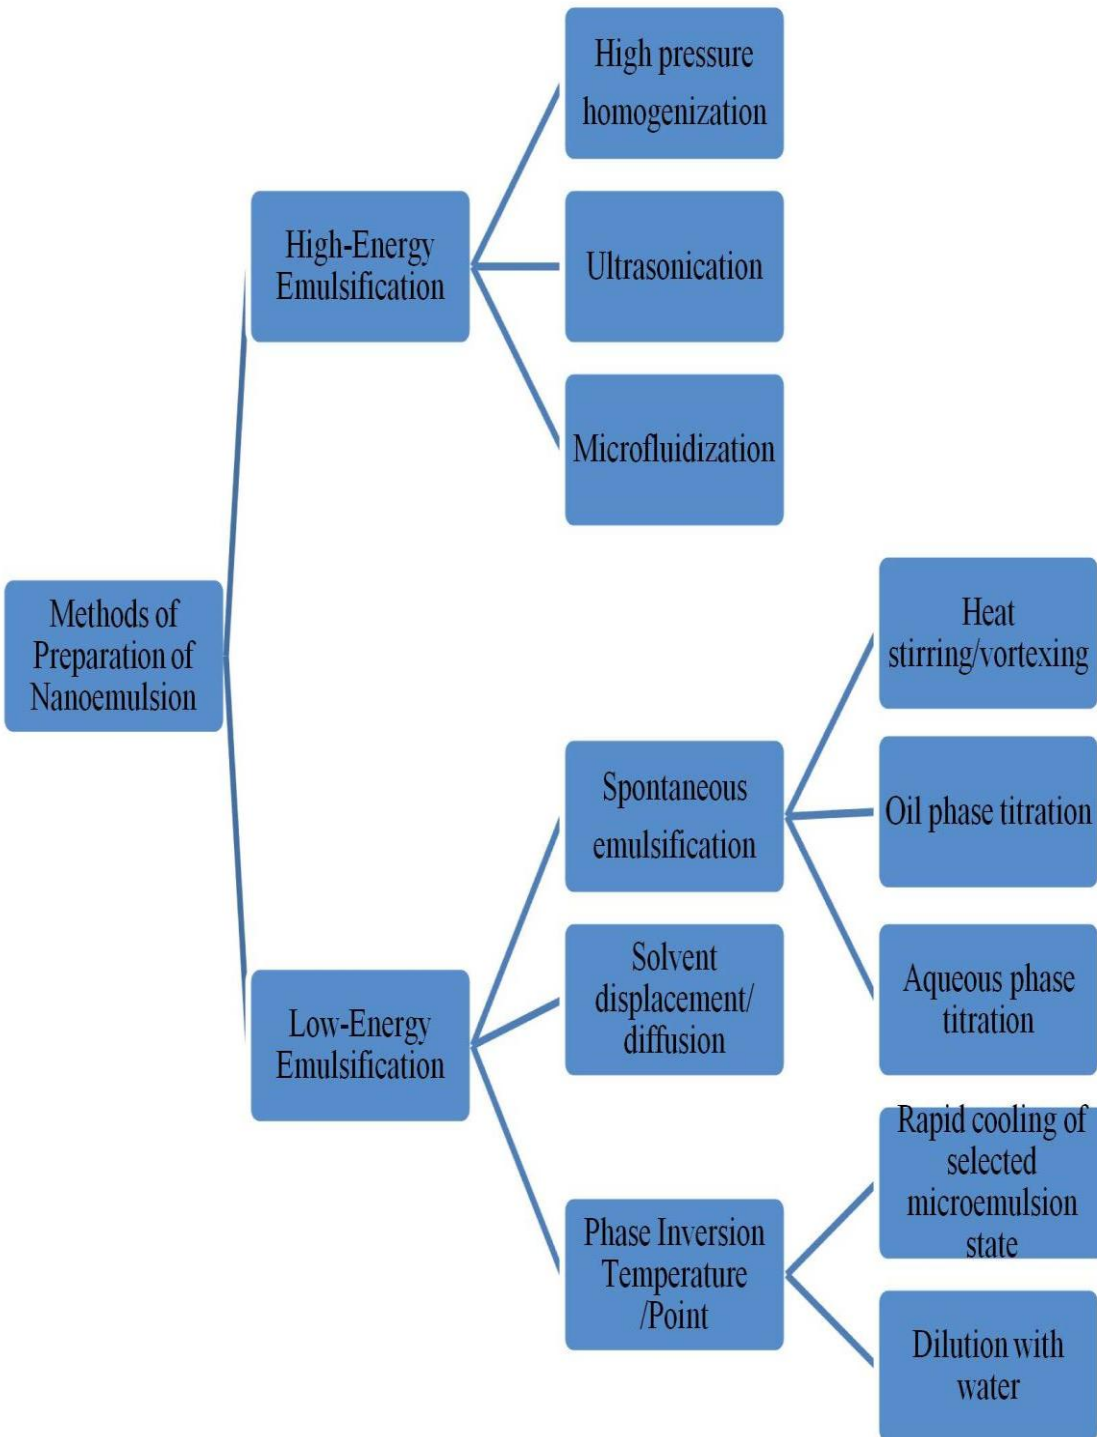 Methods of
Preparation of
Nanoemulsion
High-Energy
Emulsification
High pressure
homogenization
Ultrasonication
Microfluidization
Low-Energy
Emulsification
Spontaneous
emulsification
Heat
stirring/vortexing
Oil phase titration
Aqueous phase
titration
Solvent
displacement/
diffusion
Phase Inversion
Temperature
/Point
Rapid cooling of
selected
microemulsion
state
Dilution with
water